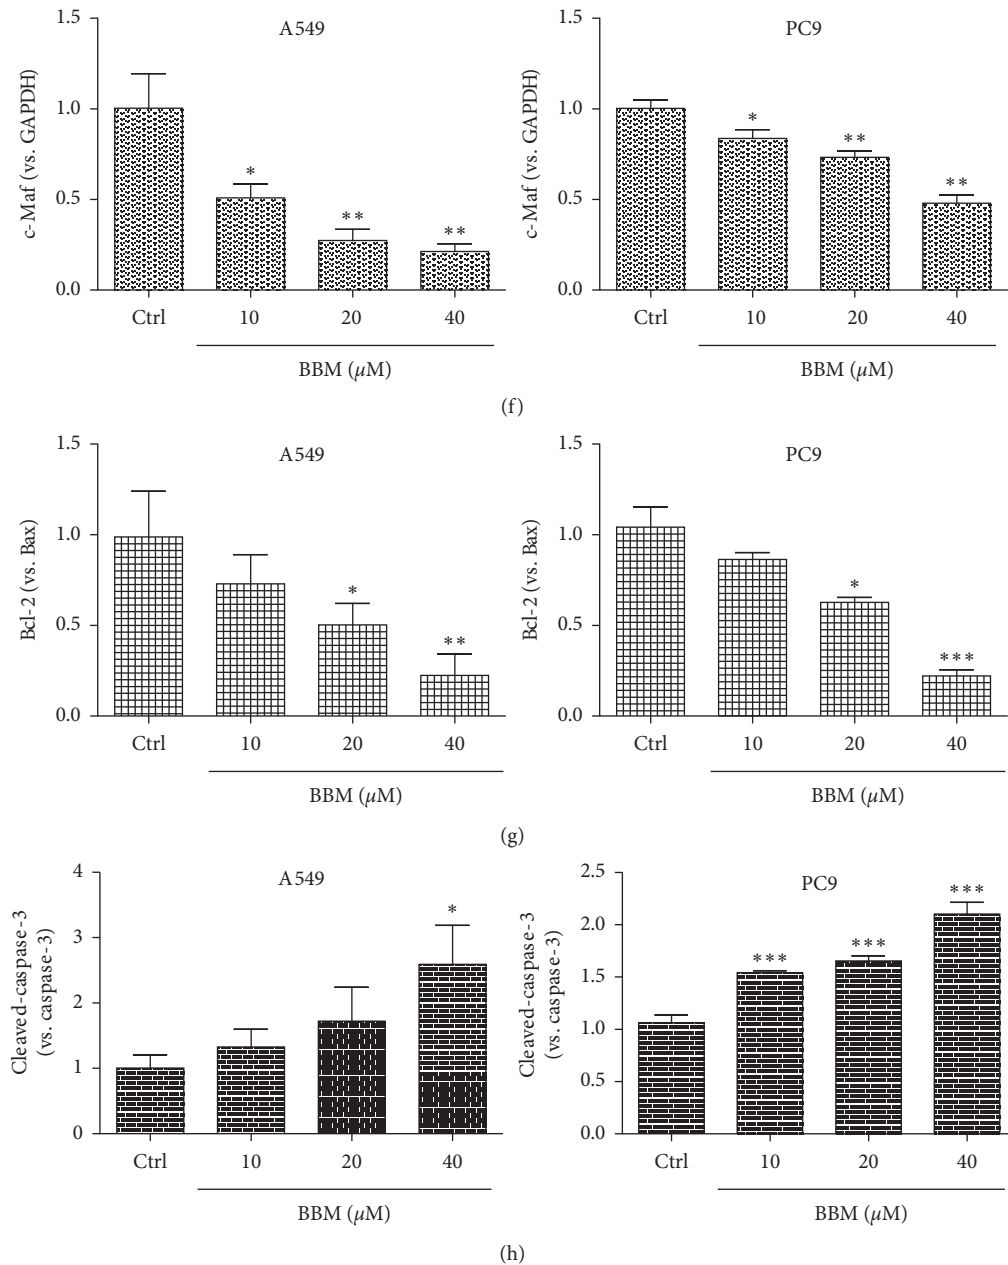 A549
c-Maf (vs. GAPDH)
1.5
1.0
0.5
0.0
*
**
**
Ctrl 10 20 40
BBM (µM)
PC9
c-Maf (vs. GAPDH)
1.5
1.0
0.5
0.0
*
**
**
Ctrl 10 20 40
BBM (µM)
(f)
A549
Bcl-2 (vs. Bax)
1.5
1.0
0.5
0.0
*
**
Ctrl 10 20 40
BBM (µM)
PC9
Bcl-2 (vs. Bax)
1.5
1.0
0.5
0.0
*
***
Ctrl 10 20 40
BBM (µM)
(g)
A549
Cleaved-caspase-3
(vs. caspase-3)
4
3
2
1
0
*
Ctrl 10 20 40
BBM (µM)
PC9
Cleaved-caspase-3
(vs. caspase-3)
2.5
2.0
1.5
1.0
0.5
0.0
***
***
***
Ctrl 10 20 40
BBM (µM)
(h)